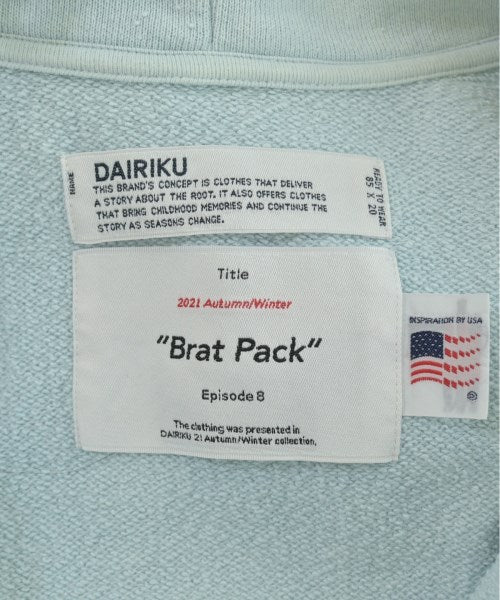 NAME
DAIRIKU
THIS BRAND'S CONCEPT IS CLOTHES THAT DELIVER
A STORY ABOUT THE ROOT. IT ALSO OFFERS CLOTHES
THAT BRING CHILDHOOD MEMORIES AND CONTINUE THE
STORY AS SEASONS CHANGE.
READY TO WEAR
85 X 20
Title
2021 Autumn/Winter
"Brat Pack"
Episode 8
The clothing was presented in
DAIRIKU 21 Autumn/Winter collection.
INSPIRATION BY USA